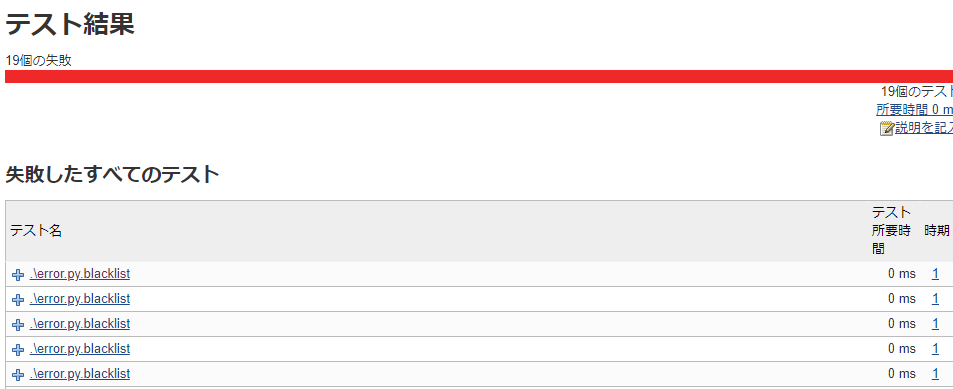 テスト結果
19個の失敗
19個のテスト
所要時間 0 m
説明を記入
失敗したすべてのテスト
テスト名 テスト所要時間 時期
.\error.py.blacklist 0 ms 1
.\error.py.blacklist 0 ms 1
.\error.py.blacklist 0 ms 1
.\error.py.blacklist 0 ms 1
.\error.py.blacklist 0 ms 1